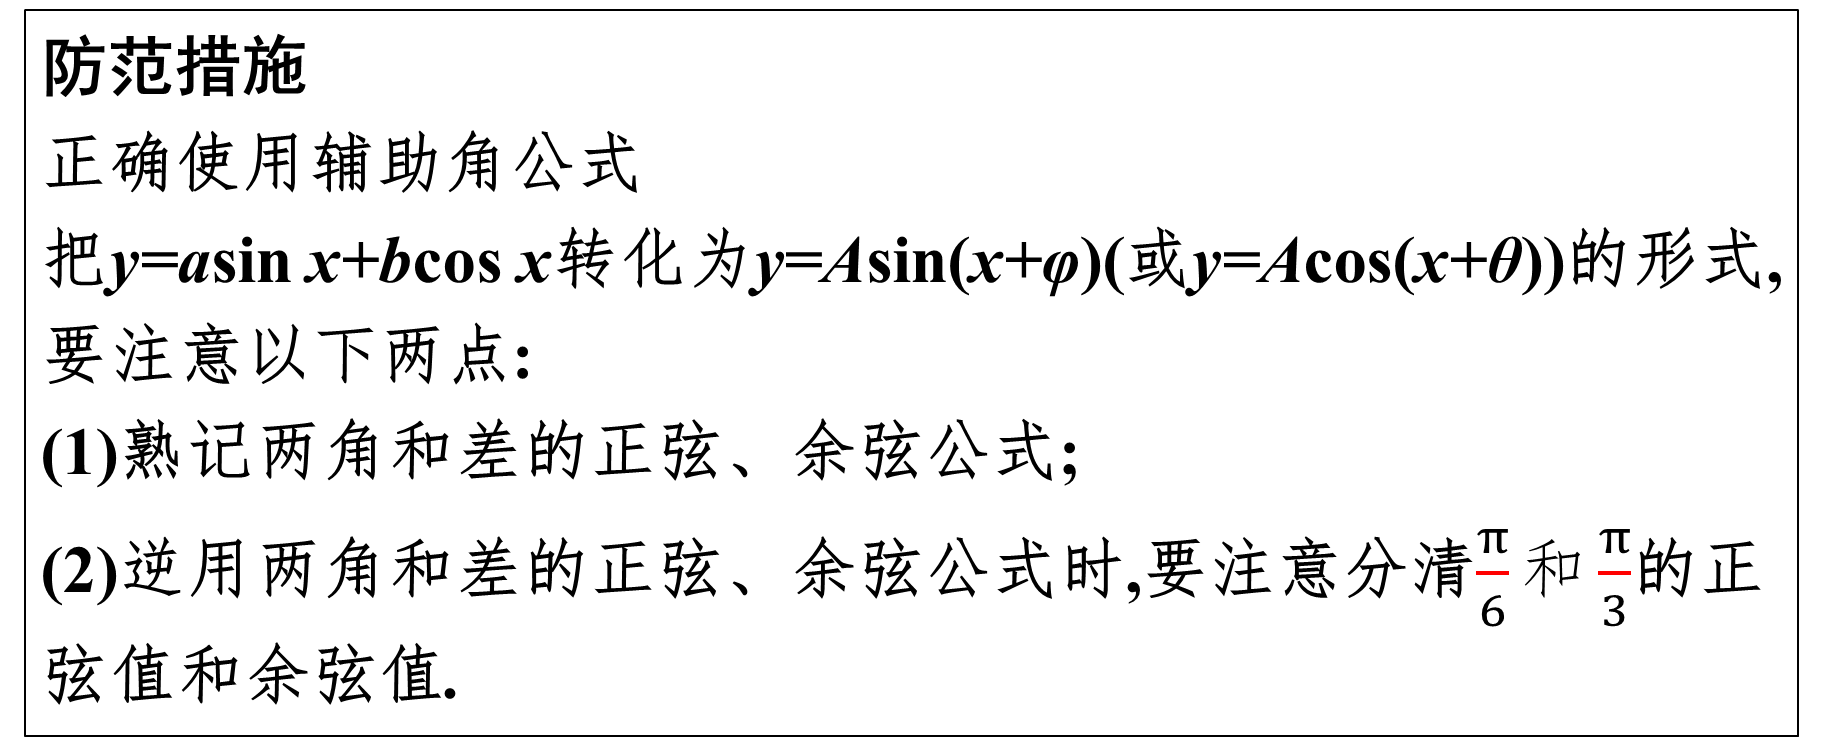 防范措施
正确使用辅助角公式
把y=asin x+bcos x转化为y=Asin(x+φ)(或y=Acos(x+θ))的形式,
要注意以下两点:
(1)熟记两角和差的正弦、余弦公式;
(2)逆用两角和差的正弦、余弦公式时,要注意分清π/6和π/3的正
弦值和余弦值.